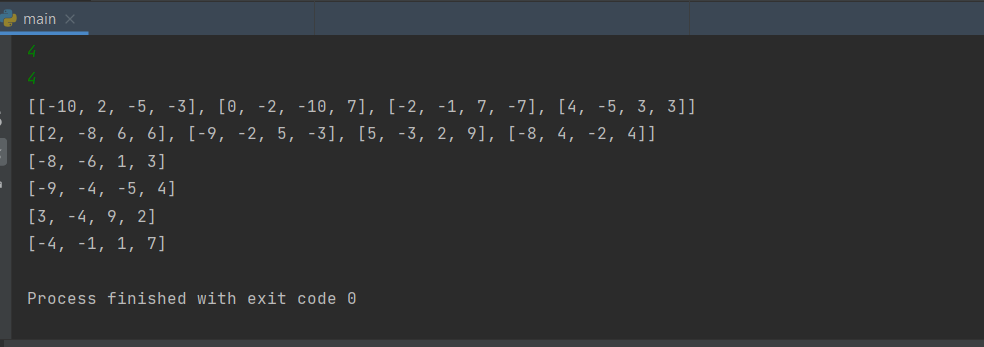 main
4
4
[[-10, 2, -5, -3], [0, -2, -10, 7], [-2, -1, 7, -7], [4, -5, 3, 3]]
[[2, -8, 6, 6], [-9, -2, 5, -3], [5, -3, 2, 9], [-8, 4, -2, 4]]
[-8, -6, 1, 3]
[-9, -4, -5, 4]
[3, -4, 9, 2]
[-4, -1, 1, 7]
Process finished with exit code 0